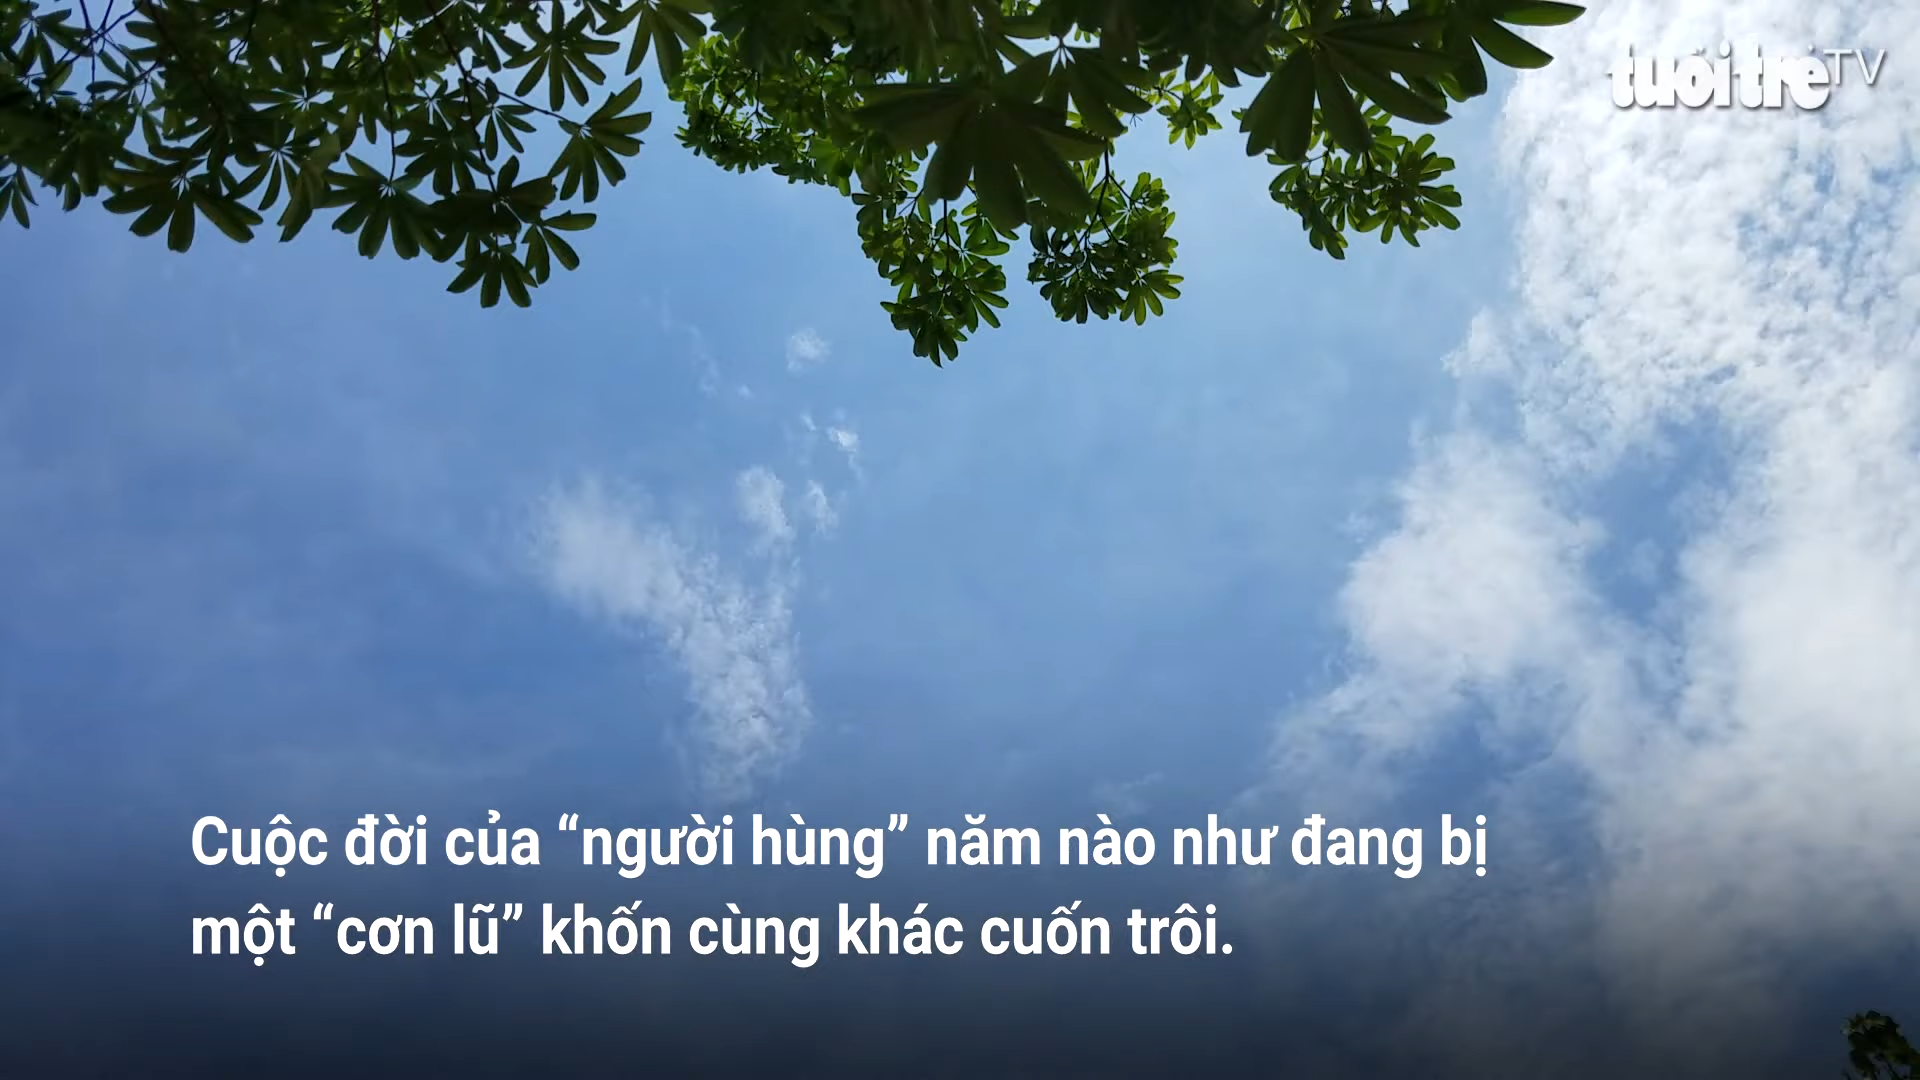 tuổi trẻ TV
Cuộc đời của “người hùng” năm nào như đang bị
một “cơn lũ” khốn cùng khác cuốn trôi.